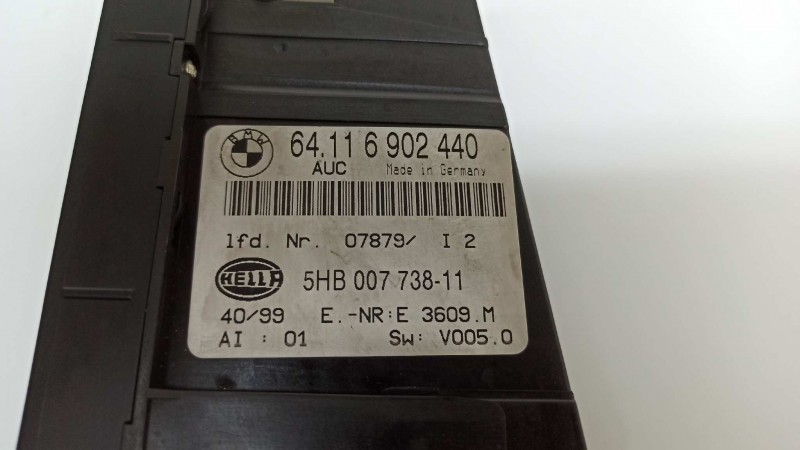 BMW
64.11 6 902 440
AUC Made in Germany
lfd. Nr. 07879/ I 2
HELLA
5HB 007 738-11
40/99 E.-NR:E 3609.M
AI : 01 Sw: V005.0